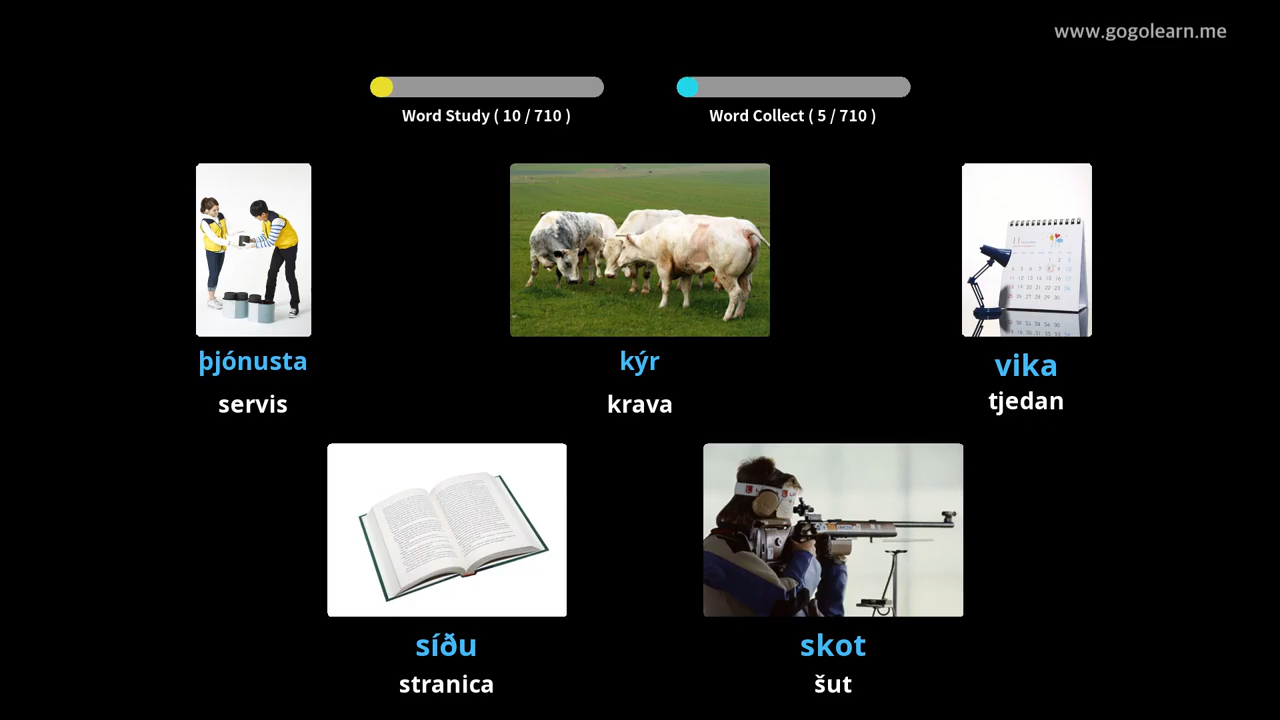 www.gogolearn.me
Word Study ( 10 / 710 )
Word Collect ( 5 / 710 )
þjónusta
servis
kýr
krava
vika
tjedan
síðu
stranica
skot
šut